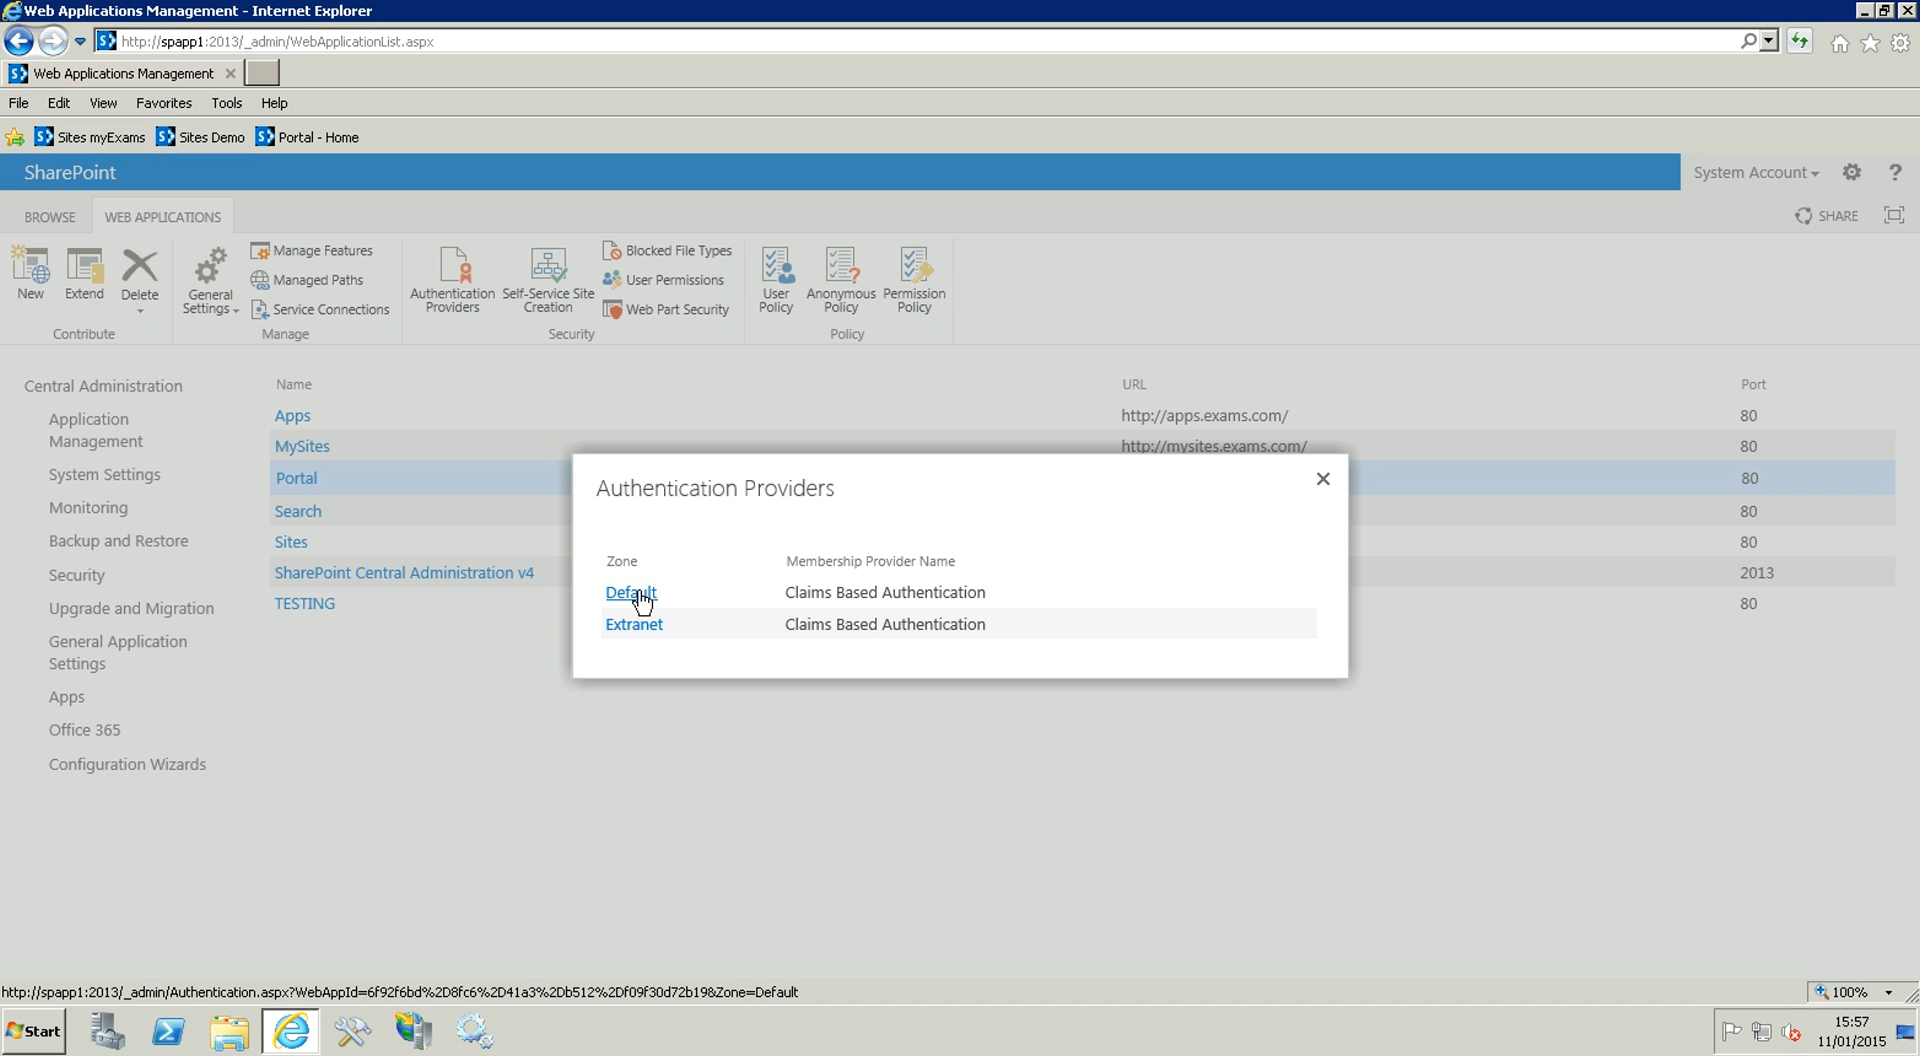 Web Applications Management - Internet Explorer
http://spapp1:2013/_admin/WebApplicationList.aspx
Web Applications Management
File Edit View Favorites Tools Help
Sites myExams Sites Demo Portal - Home
SharePoint System Account ?
BROWSE WEB APPLICATIONS SHARE
New Extend Delete
Contribute
General Settings
Manage Features
Managed Paths
Service Connections
Manage
Authentication Providers
Self-Service Site Creation
Blocked File Types
User Permissions
Web Part Security
Security
User Policy
Anonymous Policy
Permission Policy
Policy
Central Administration
Application Management
System Settings
Monitoring
Backup and Restore
Security
Upgrade and Migration
General Application Settings
Apps
Office 365
Configuration Wizards
Name URL Port
Apps http://apps.exams.com/ 80
MySites http://mysites.exams.com/ 80
Portal 80
Search 80
Sites 80
SharePoint Central Administration v4 2013
TESTING 80
Authentication Providers
Zone Membership Provider Name
Default Claims Based Authentication
Extranet Claims Based Authentication
http://spapp1:2013/_admin/Authentication.aspx?WebAppId=6f92f6bd%2D8fc6%2D41a3%2Db512%2Df09f30d72b19&Zone=Default
100%
Start
15:57
11/01/2015